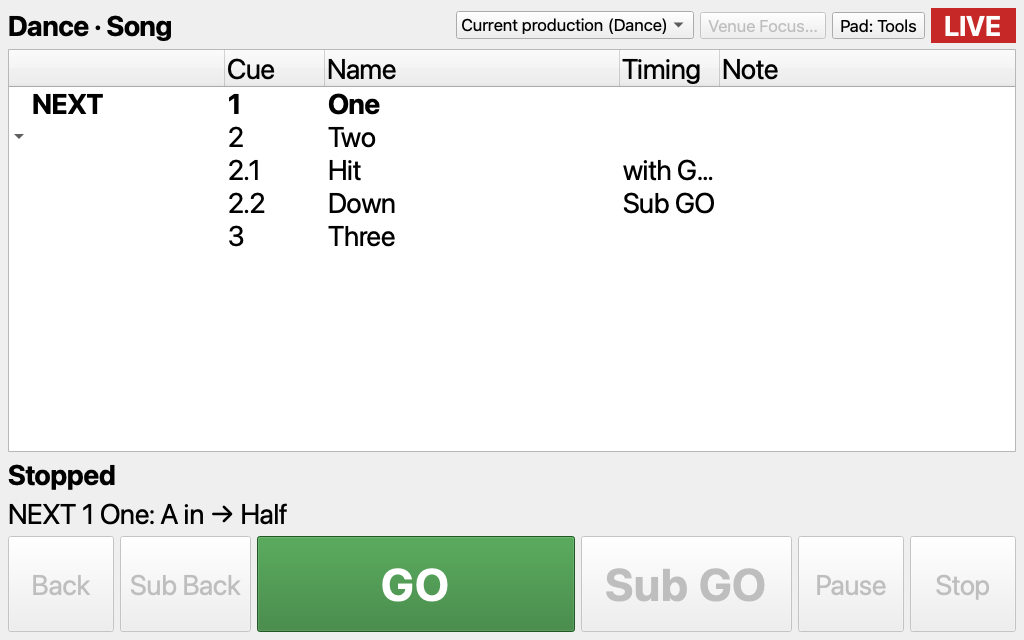 Dance · Song
Current production (Dance)
Venue Focus...
Pad: Tools
LIVE
Cue Name Timing Note
NEXT 1 One
2 Two
2.1 Hit with G...
2.2 Down Sub GO
3 Three
Stopped
NEXT 1 One: A in → Half
Back
Sub Back
GO
Sub GO
Pause
Stop